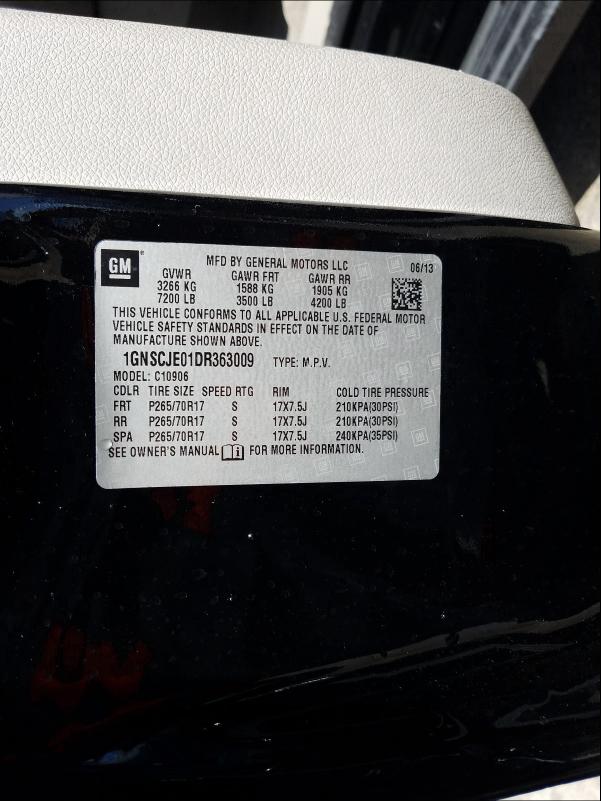 GM
MFD BY GENERAL MOTORS LLC
06/13
GVWR GAWR FRT GAWR RR
3266 KG 1588 KG 1905 KG
7200 LB 3500 LB 4200 LB
THIS VEHICLE CONFORMS TO ALL APPLICABLE U.S. FEDERAL MOTOR
VEHICLE SAFETY STANDARDS IN EFFECT ON THE DATE OF
MANUFACTURE SHOWN ABOVE.
1GNSCJE01DR363009 TYPE: M.P.V.
MODEL: C10906
CDLR TIRE SIZE SPEED RTG RIM COLD TIRE PRESSURE
FRT P265/70R17 S 17X7.5J 210KPA(30PSI)
RR P265/70R17 S 17X7.5J 210KPA(30PSI)
SPA P265/70R17 S 17X7.5J 240KPA(35PSI)
SEE OWNER'S MANUAL i FOR MORE INFORMATION.